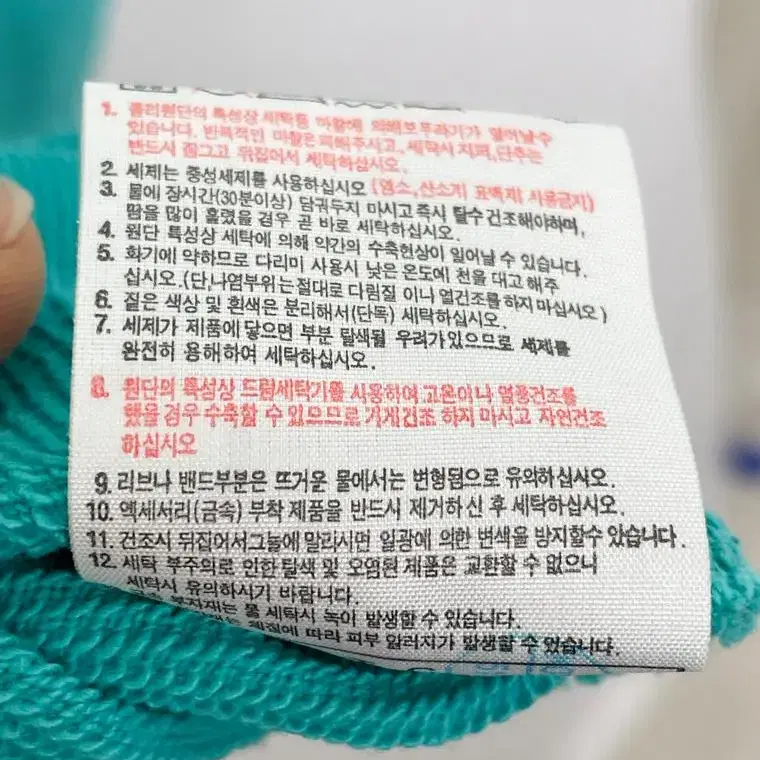 1. 폴리원단의 특성상 세탁등 마찰에 의해보푸라기가 일어날수
있습니다. 반복적인 마찰은피해주시고, 세탁시 지퍼,단추는
반드시 잠그고 뒤집어서 세탁하십시오.
2. 세제는 중성세제를 사용하십시오 (염소,산소계 표백제 사용금지)
3. 물에 장시간(30분이상) 담궈두지 마시고 즉시 탈수건조해야하며,
땀을 많이 흘렸을 경우 곧 바로 세탁하십시오.
4. 원단 특성상 세탁에 의해 약간의 수축현상이 일어날 수 있습니다.
5. 화기에 약하므로 다리미 사용시 낮은 온도에 천을 대고 해주
십시오.(단,나염부위는절대로 다림질 이나 열건조를 하지마십시오)
6. 짙은 색상 및 흰색은 분리해서(단독) 세탁하십시오.
7. 세제가 제품에 닿으면 부분 탈색될 우려가있으므로 세제를
완전히 용해하여 세탁하십시오.
8. 원단의 특성상 드럼세탁기를 사용하여고온이나 열풍건조를
했을경우 수축할 수 있으므로 기계건조 하지 마시고 자연건조
하십시오
9. 리브나 밴드부분은 뜨거울 물에서는 변형됨으로 유의하십시오.
10. 엑세서리(금속) 부착 제품을 반드시 제거하신 후 세탁하십시오.
11. 건조시 뒤집어서그늘에 말리시면 일광에 의한 변색을 방지할수 있습니다.
12. 세탁 부주의로 인한탈색 및 오염된 제품은 교환할 수 없으니
세탁시 유의하시기 바랍니다.
부자재는 물 세탁시 녹이 발생할 수 있습니다.
체질에 따라 피부 알러지가 발생할 수 있습니다.